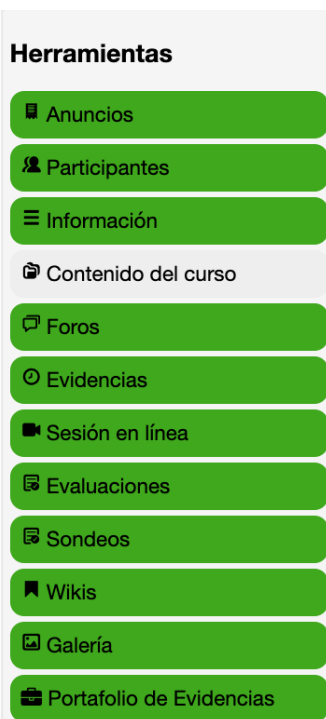 Herramientas
Anuncios
Participantes
Información
Contenido del curso
Foros
Evidencias
Sesión en línea
Evaluaciones
Sondeos
Wikis
Galería
Portafolio de Evidencias